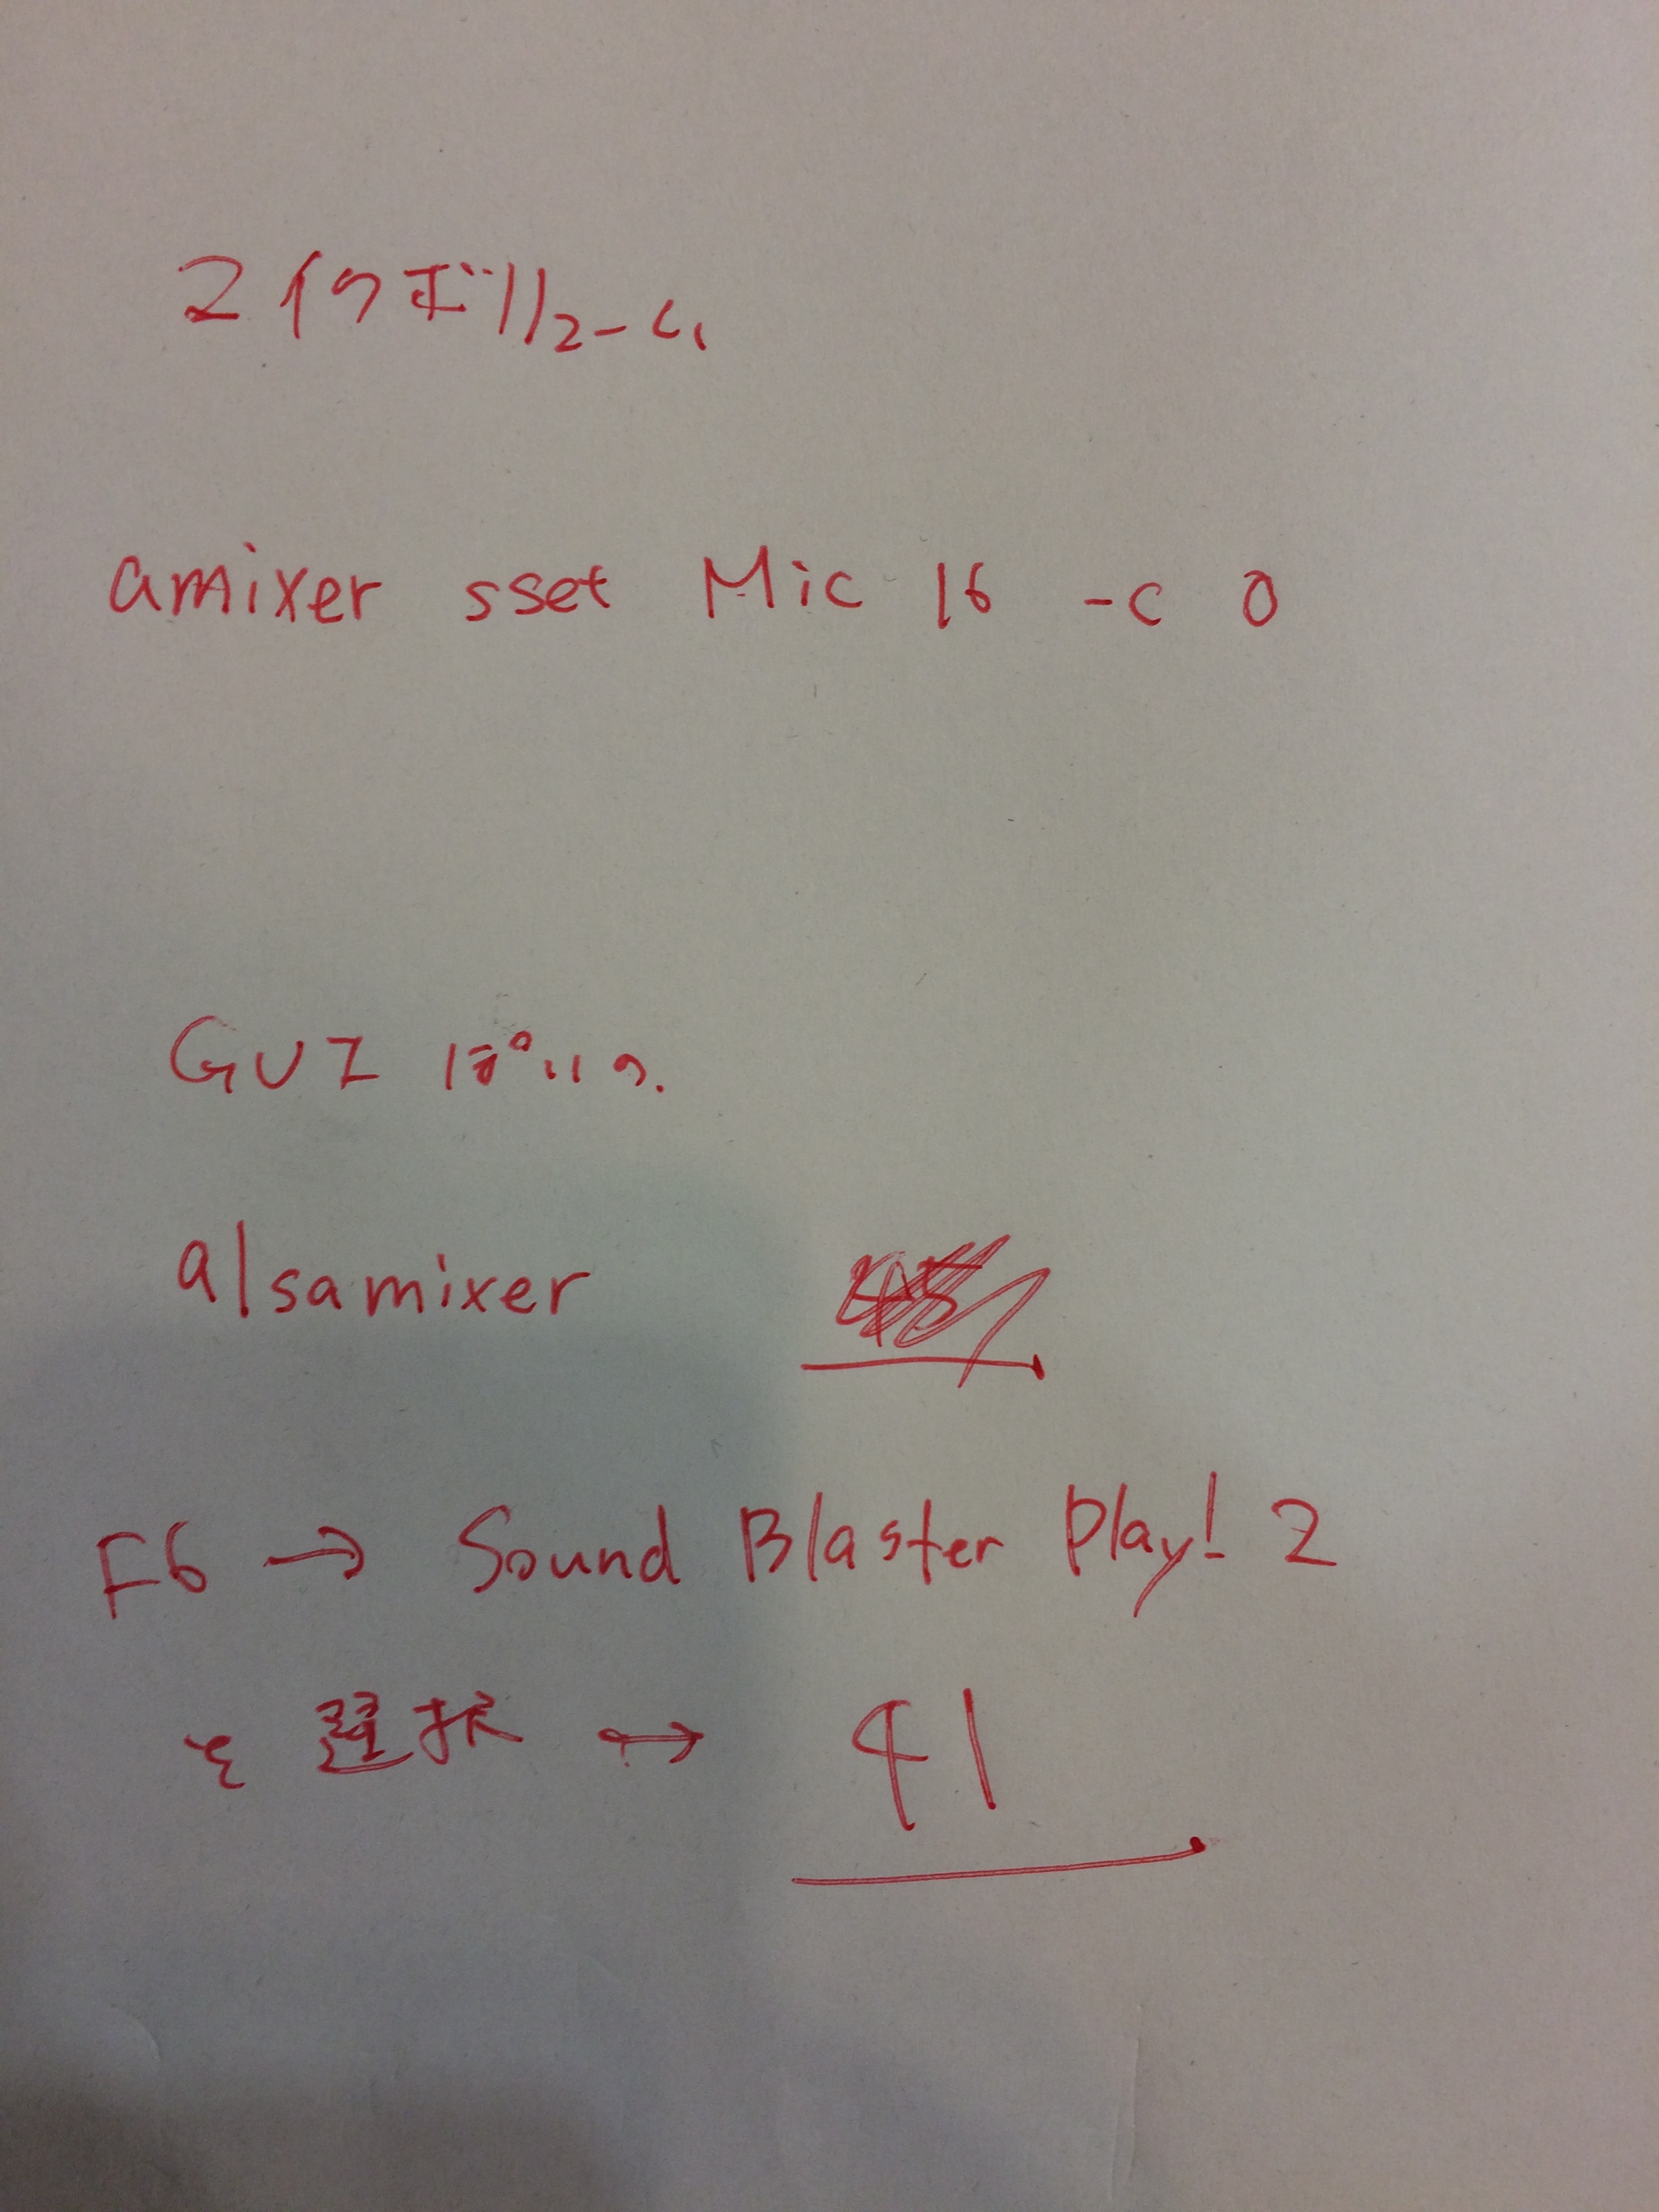 マイクボリューム
amixer sset Mic 16 -c 0
GUI ぽいの.
alsamixer
F6 → Sound Blaster Play! 2
を選択 → 41